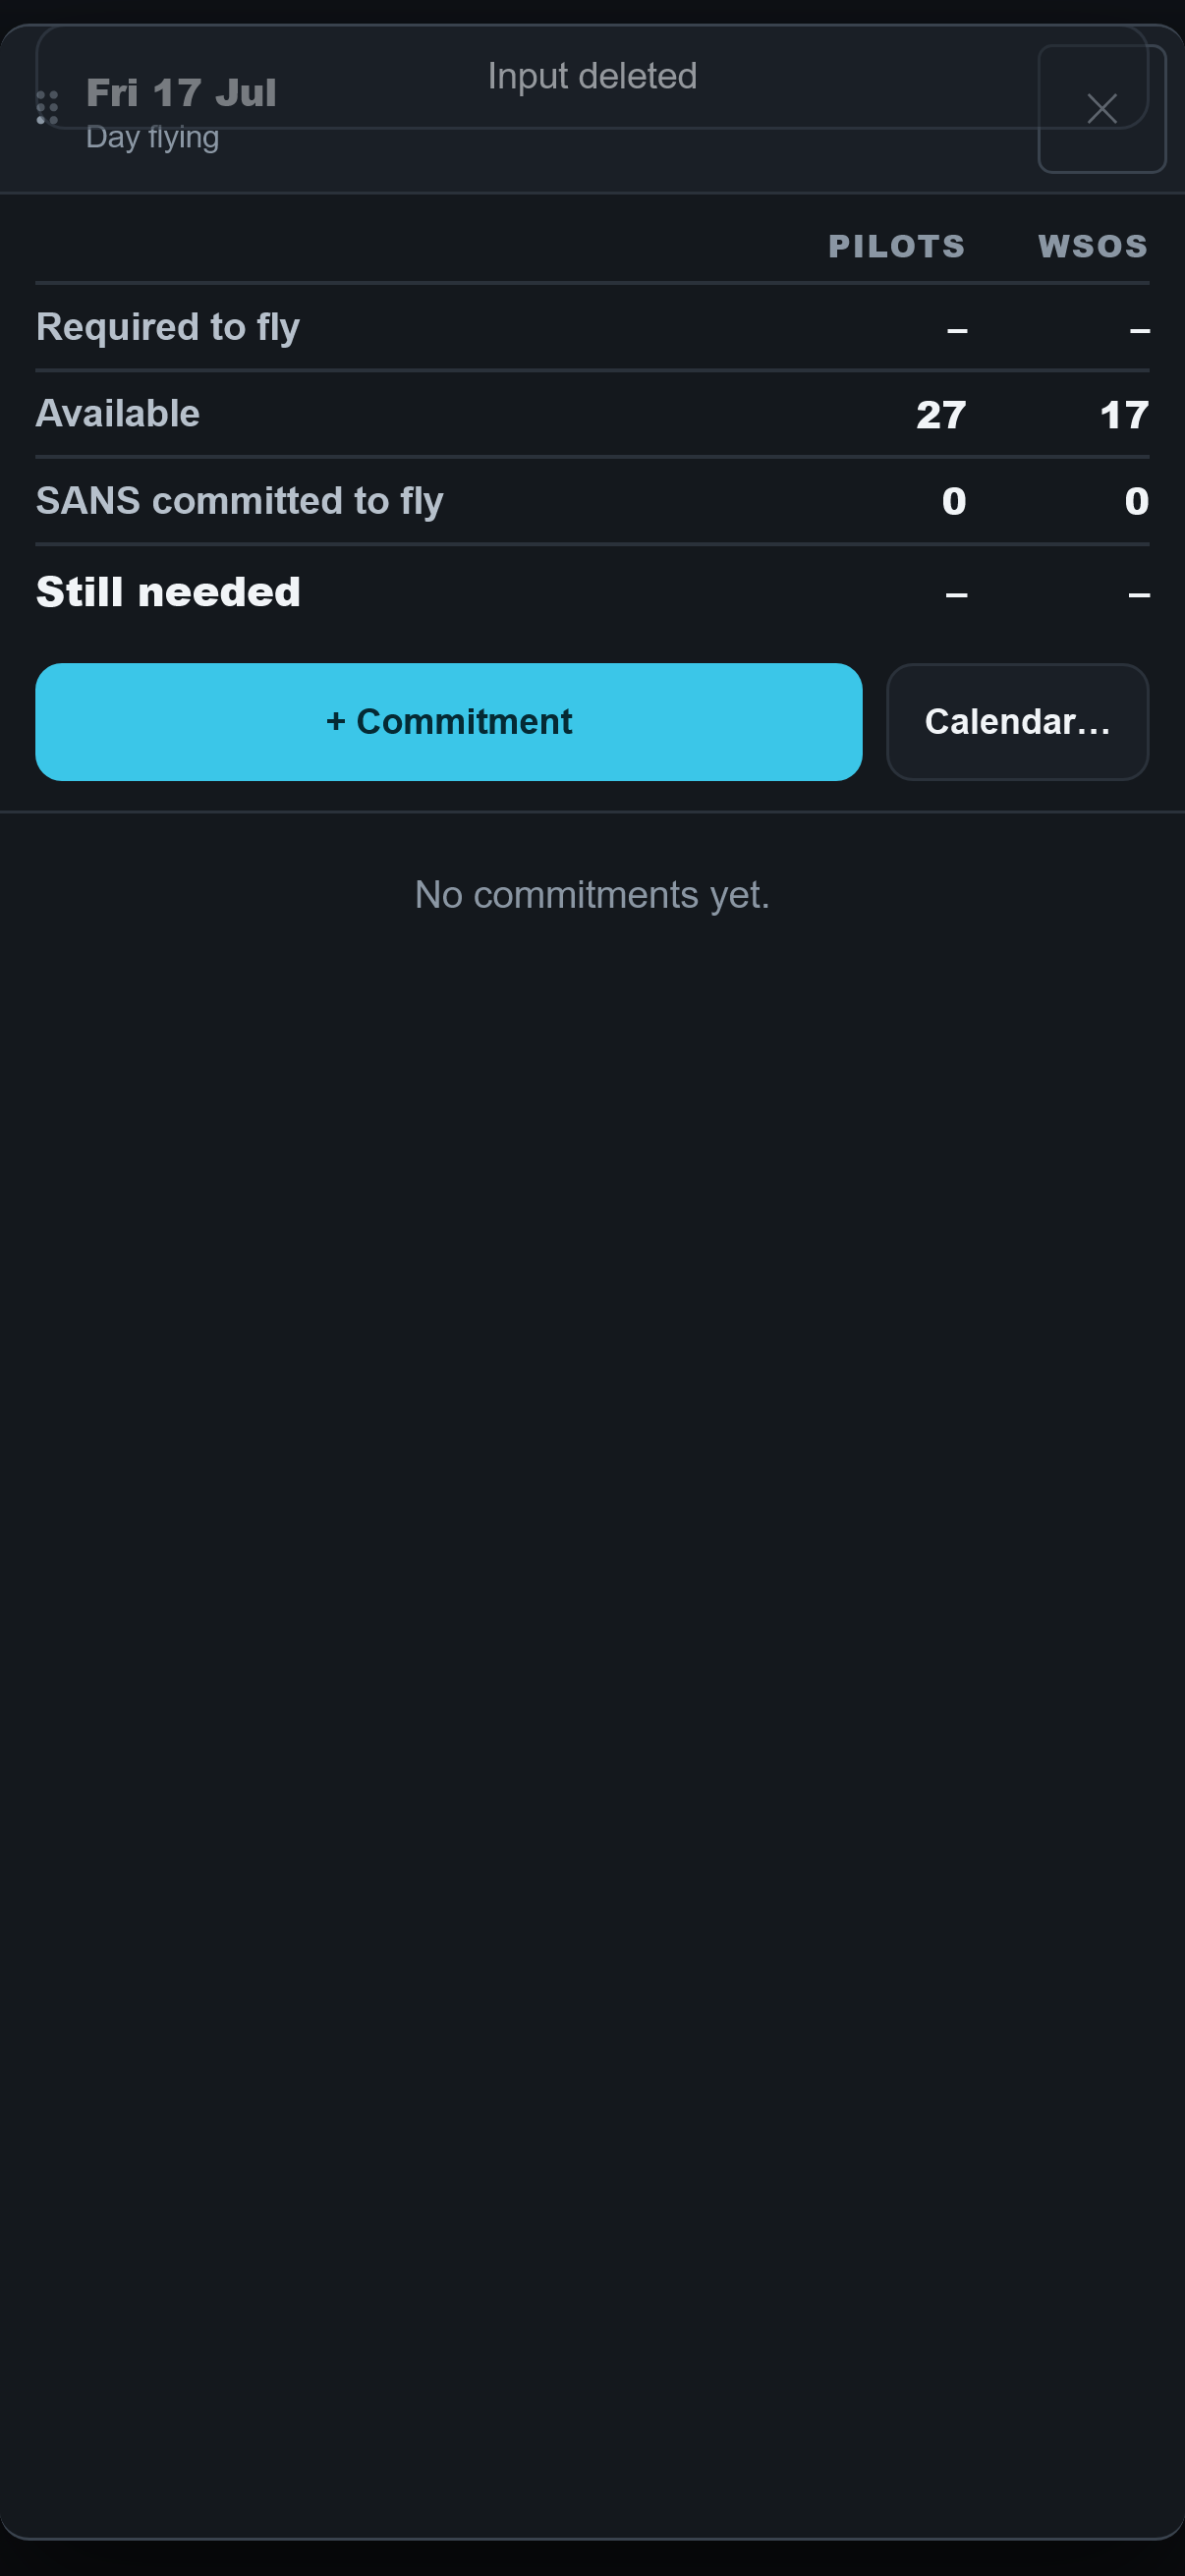 Input deleted
Fri 17 Jul
Day flying
PILOTS WSOS
Required to fly – –
Available 27 17
SANS committed to fly 0 0
Still needed – –
+ Commitment Calendar...
No commitments yet.